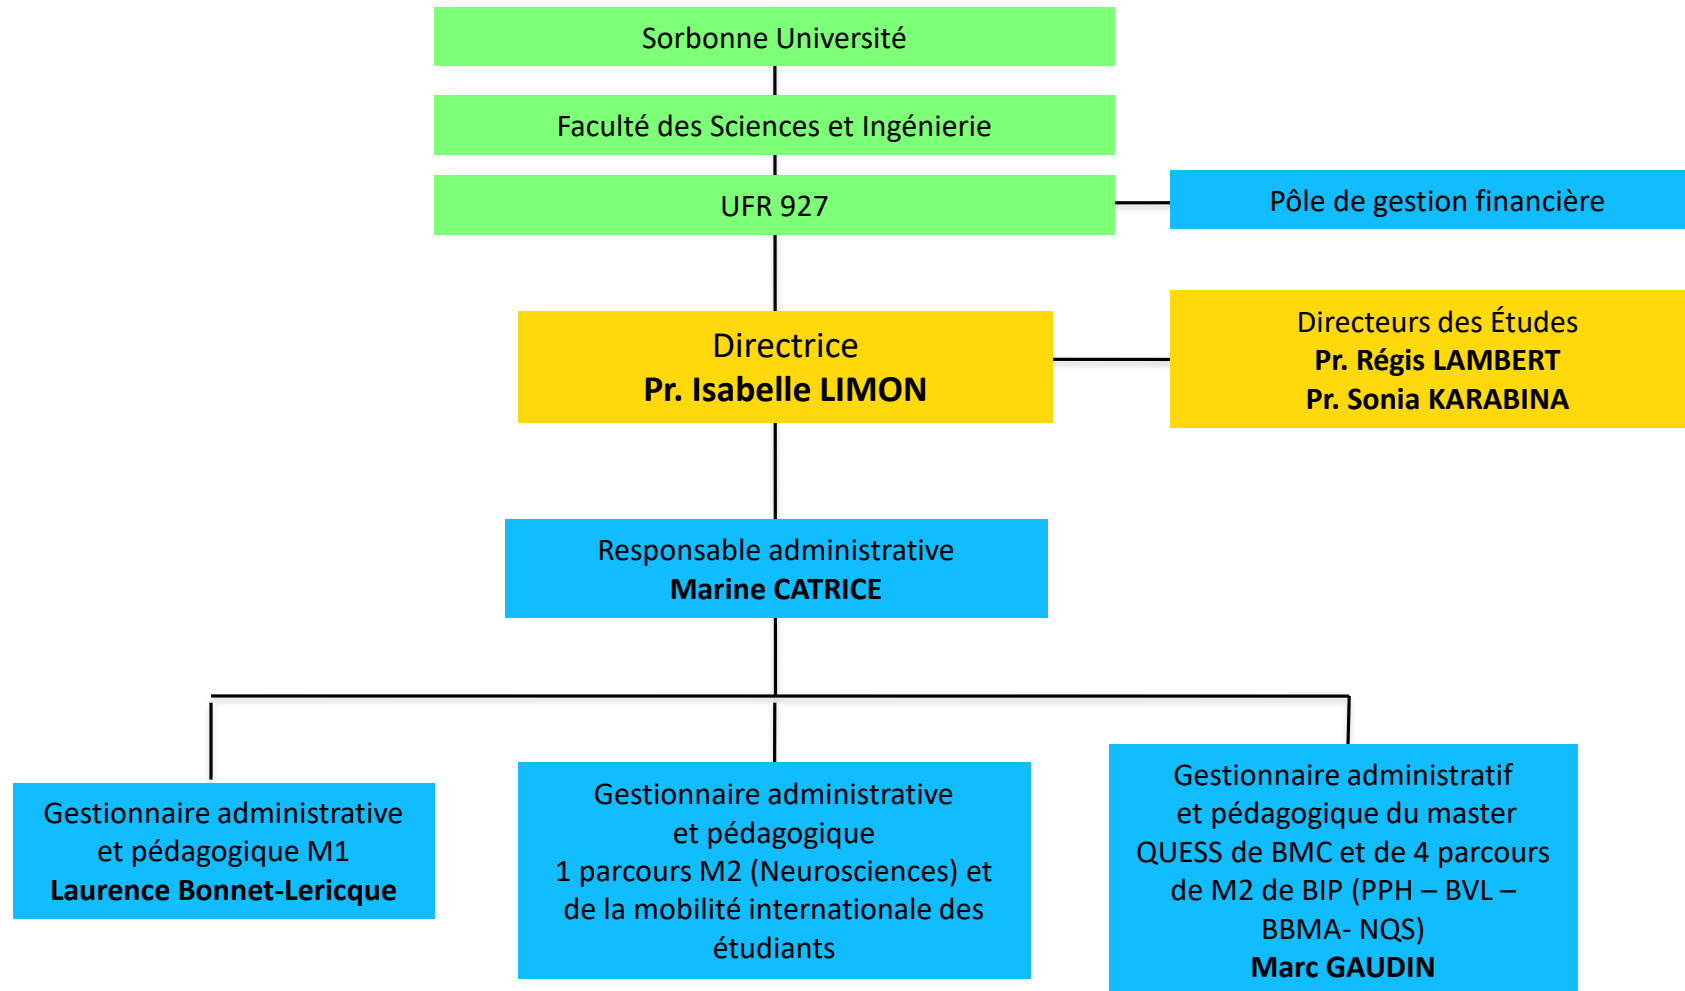 Sorbonne Université
Faculté des Sciences et Ingénierie
UFR 927
Pôle de gestion financière
Directrice
Pr. Isabelle LIMON
Directeurs des Études
Pr. Régis LAMBERT
Pr. Sonia KARABINA
Responsable administrative
Marine CATRICE
Gestionnaire administrative
et pédagogique M1
Laurence Bonnet-Lericque
Gestionnaire administrative
et pédagogique
1 parcours M2 (Neurosciences) et
de la mobilité internationale des
étudiants
Gestionnaire administratif
et pédagogique du master
QUESS de BMC et de 4 parcours
de M2 de BIP (PPH – BVL –
BBMA- NQS)
Marc GAUDIN